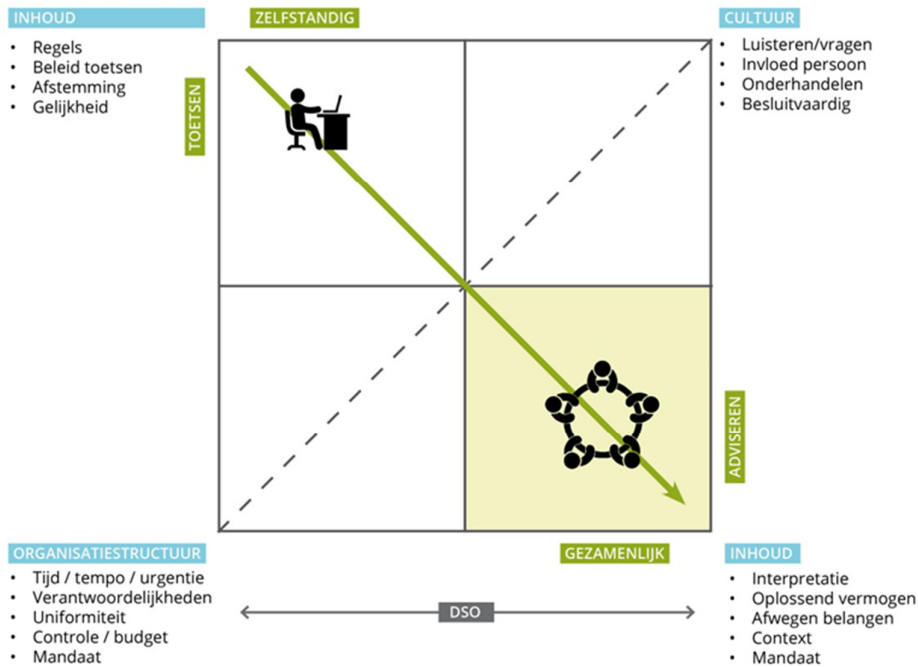 INHOUD
• Regels
• Beleid toetsen
• Afstemming
• Gelijkheid
ZELFSTANDIG
CULTUUR
• Luisteren/vragen
• Invloed persoon
• Onderhandelen
• Besluitvaardig
TOETSEN
ADVISEREN
ORGANISATIESTRUCTUUR
• Tijd / tempo / urgentie
• Verantwoordelijkheden
• Uniformiteit
• Controle / budget
• Mandaat
GEZAMENLIJK
DSO
INHOUD
• Interpretatie
• Oplossend vermogen
• Afwegen belangen
• Context
• Mandaat